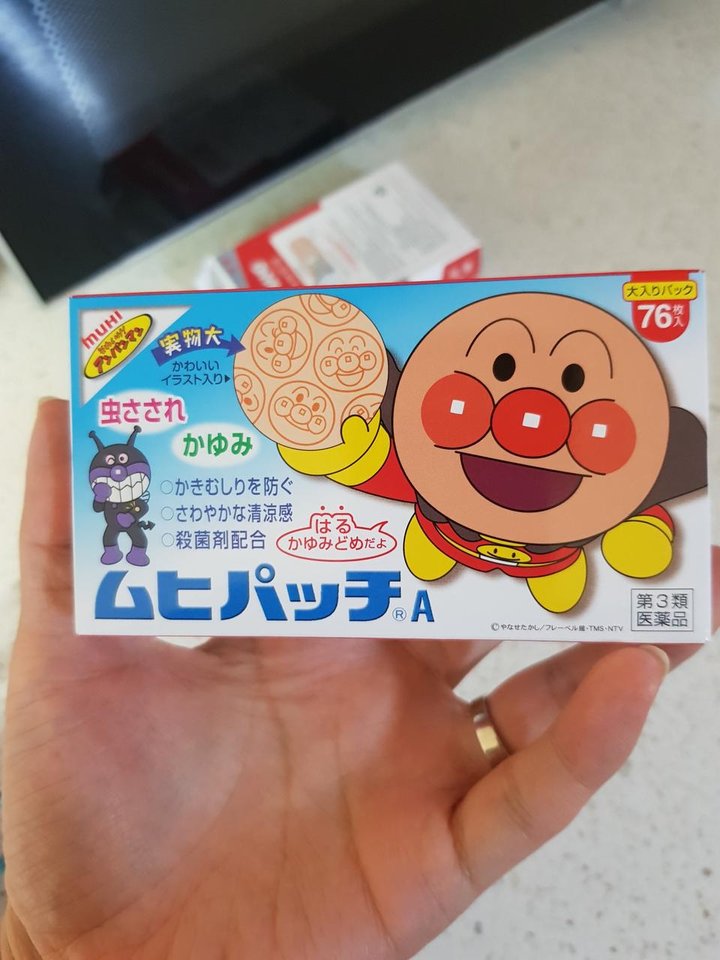 muHI
アンパンマン
実物大
かわいい
イラスト入り▶
大入りパック
76枚入
虫さされ
かゆみ
○かきむしりを防ぐ
○さわやかな清涼感
○殺菌剤配合
はる
かゆみどめだよ
ムヒパッチ®A
第3類
医薬品
©やなせたかし/フレーベル館・TMS・NTV